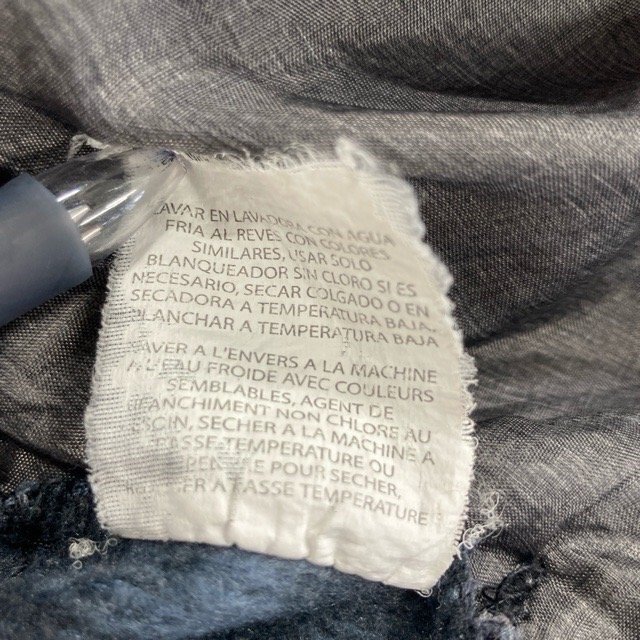 LAVAR EN LAVADORA CON AGUA
FRIA AL REVES CON COLORES
SIMILARES, USAR SOLO
BLANQUEADOR SIN CLORO SI ES
NECESARIO, SECAR COLGADO O EN
SECADORA A TEMPERATURA BAJA.
PLANCHAR A TEMPERATURA BAJA
LAVER A L'ENVERS A LA MACHINE
A L'EAU FROIDE AVEC COULEURS
SEMBLABLES, AGENT DE
BLANCHIMENT NON CHLORE AU
BESCIN, SECHER A LA MACHINE A
BASSE TEMPERATURE OU
POUR SECHER,
A FASSE TEMPERATURE